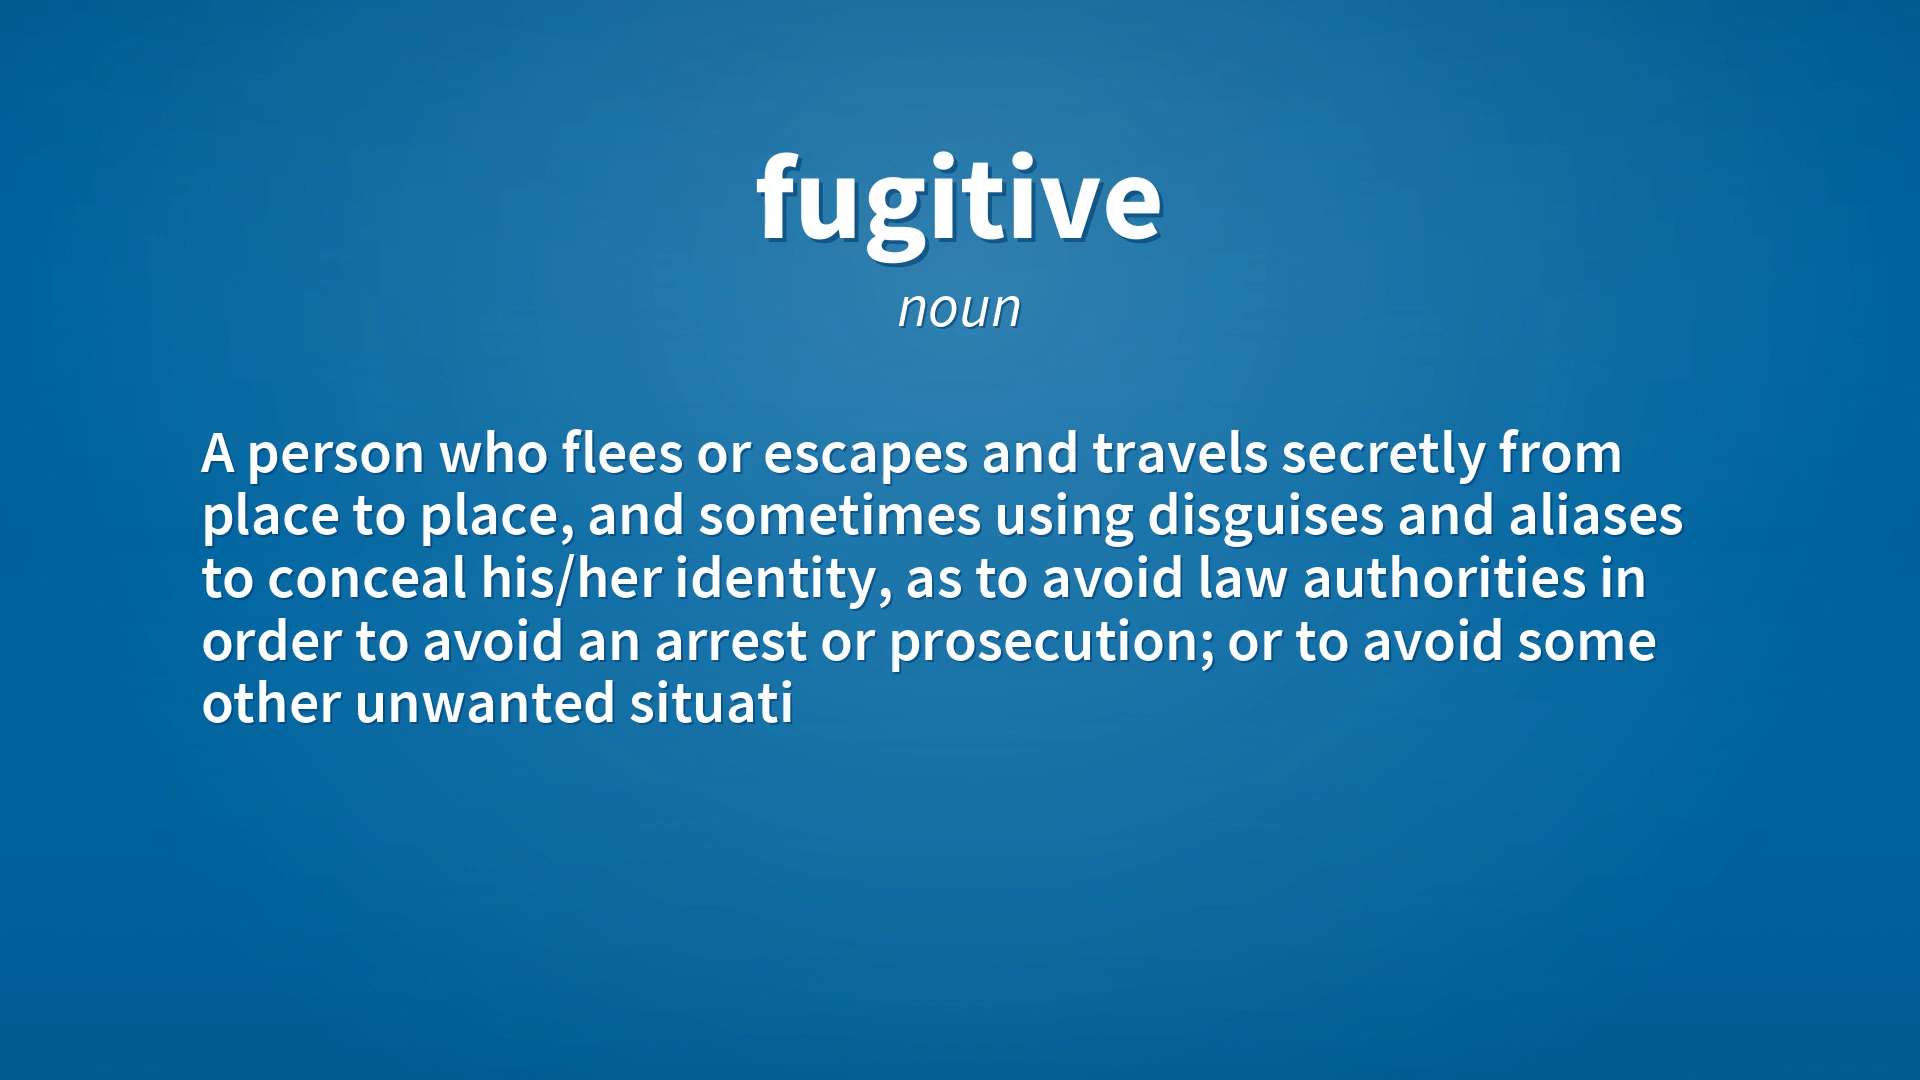 fugitive
noun
A person who flees or escapes and travels secretly from
place to place, and sometimes using disguises and aliases
to conceal his/her identity, as to avoid law authorities in
order to avoid an arrest or prosecution; or to avoid some
other unwanted situati